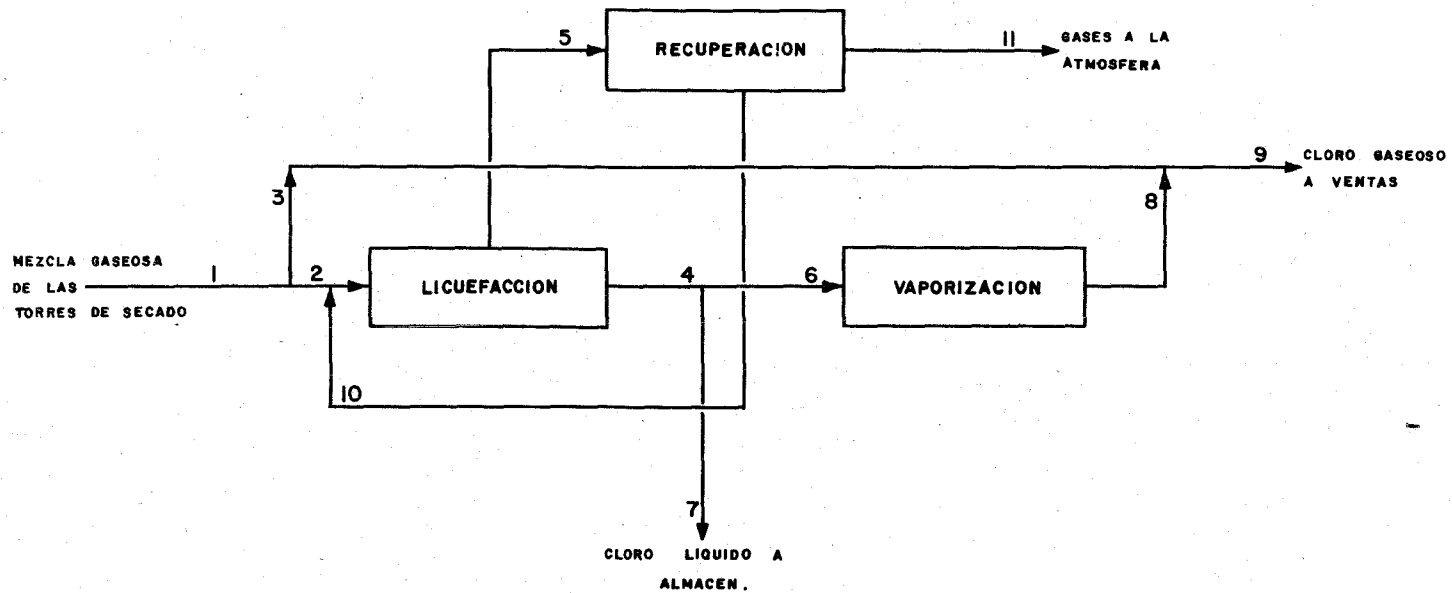 5
RECUPERACION
11
GASES A LA
ATMOSFERA
9
CLORO GASEOSO
A VENTAS
3
8
MEZCLA GASEOSA
DE LAS
TORRES DE SECADO
1
2
LICUEFACCION
4
6
VAPORIZACION
10
7
CLORO LIQUIDO A
ALMACEN.